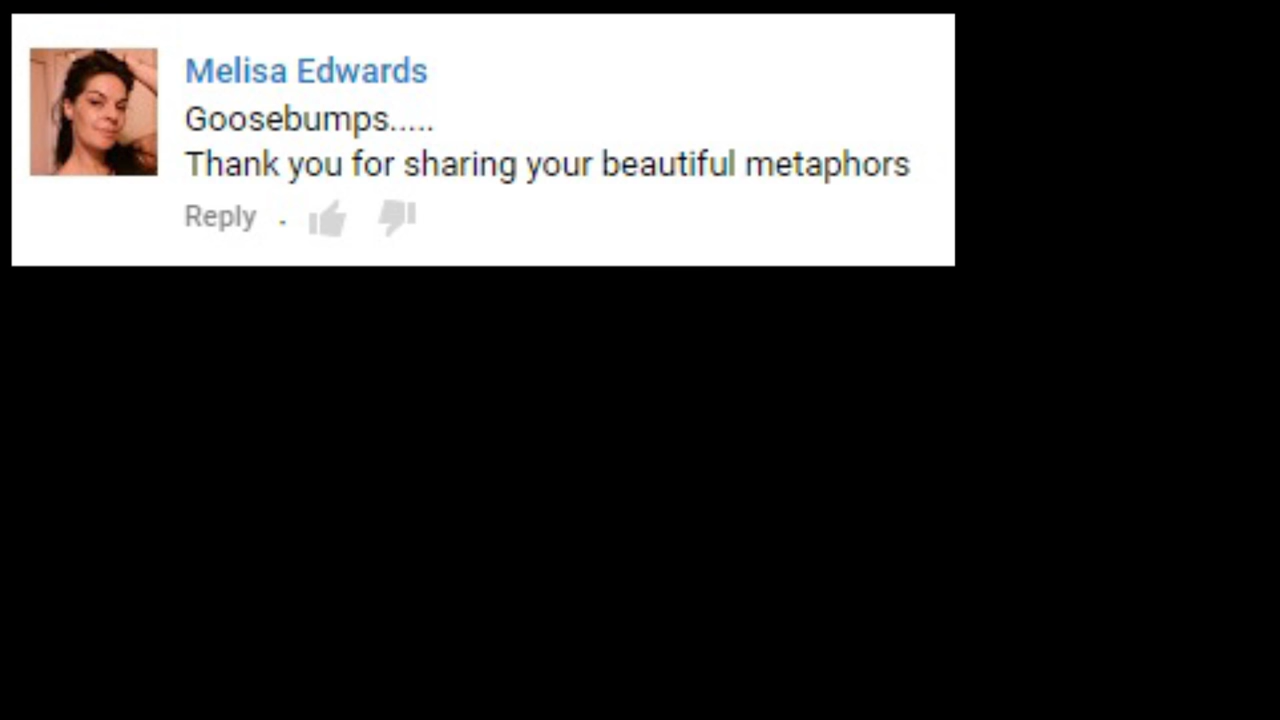 Melisa Edwards
Goosebumps.....
Thank you for sharing your beautiful metaphors
Reply .